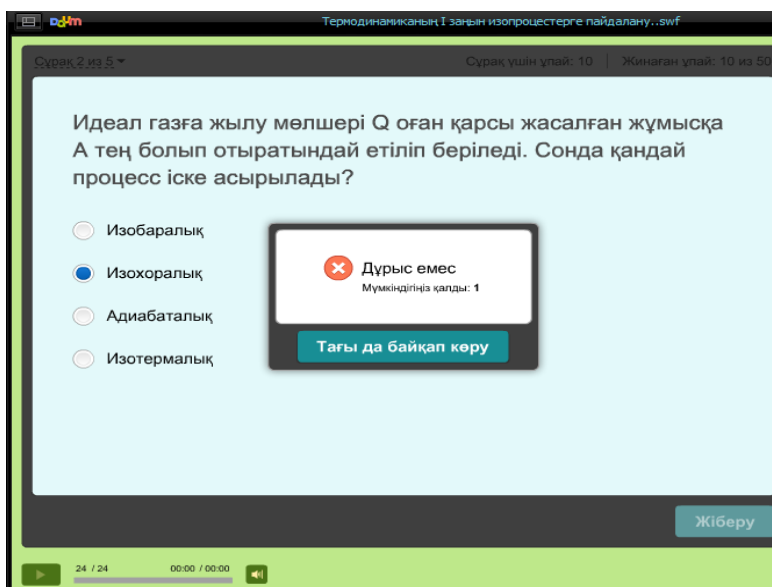 Термодинамиканың I заңын изопроцестерге пайдалану..swf
Сұрақ 2 из 5
Сұрақ үшін ұпай: 10 | Жинаған ұпай: 10 из 50
Идеал газға жылу мөлшері Q оған қарсы жасалған жұмысқа
А тең болып отыратындай етіліп беріледі. Сонда қандай
процесс іске асырылады?
Изобаралық
Изохоралық
Адиабаталық
Изотермалық
Дұрыс емес
Мүмкіндігіңіз қалды: 1
Тағы да байқап көру
Жіберу
24 / 24
00:00 / 00:00